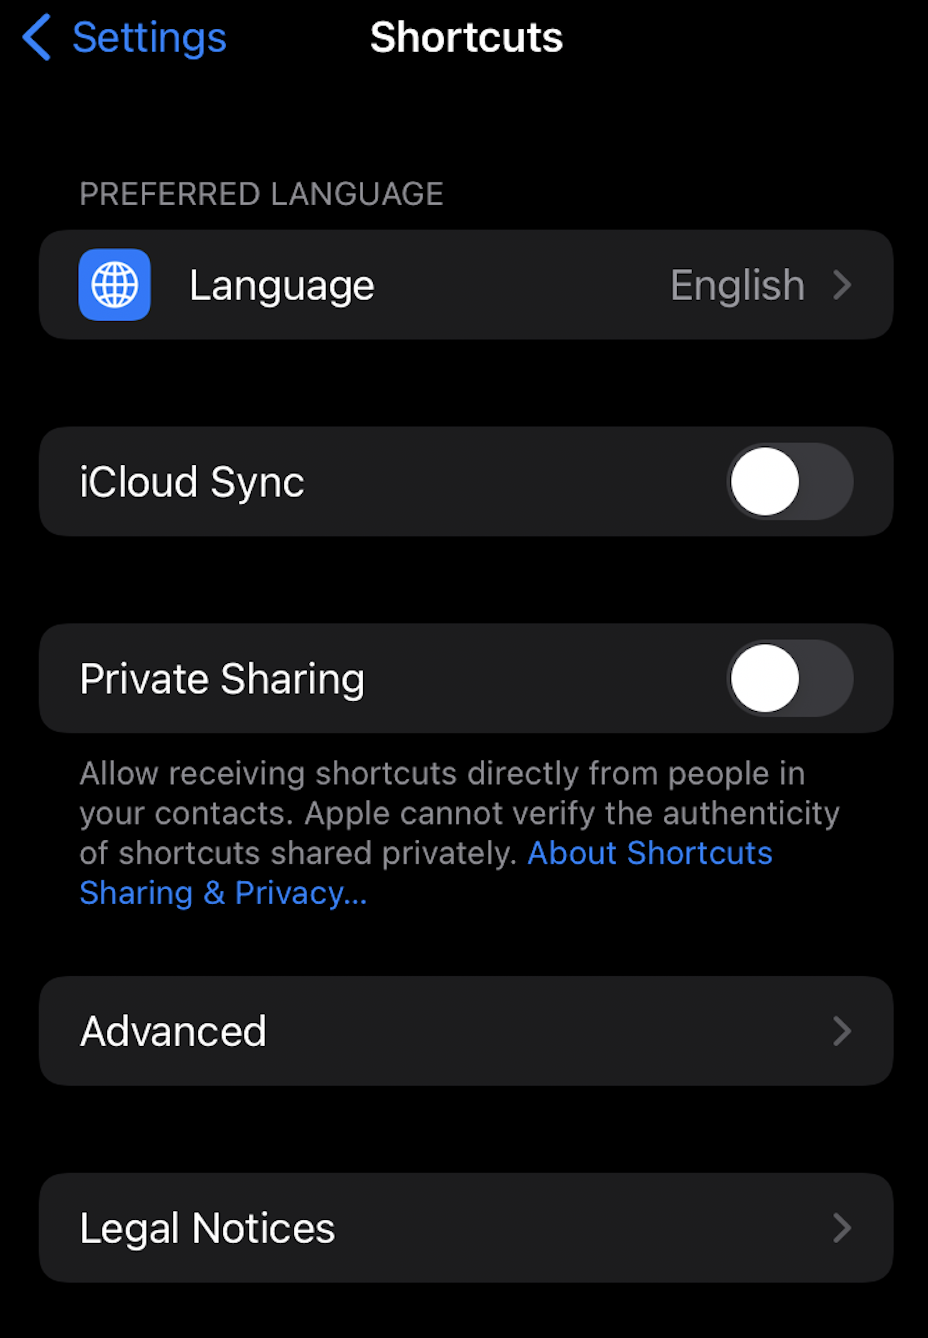 Settings
Shortcuts
PREFERRED LANGUAGE
Language
English
iCloud Sync
Private Sharing
Allow receiving shortcuts directly from people in
your contacts. Apple cannot verify the authenticity
of shortcuts shared privately. About Shortcuts
Sharing & Privacy...
Advanced
Legal Notices